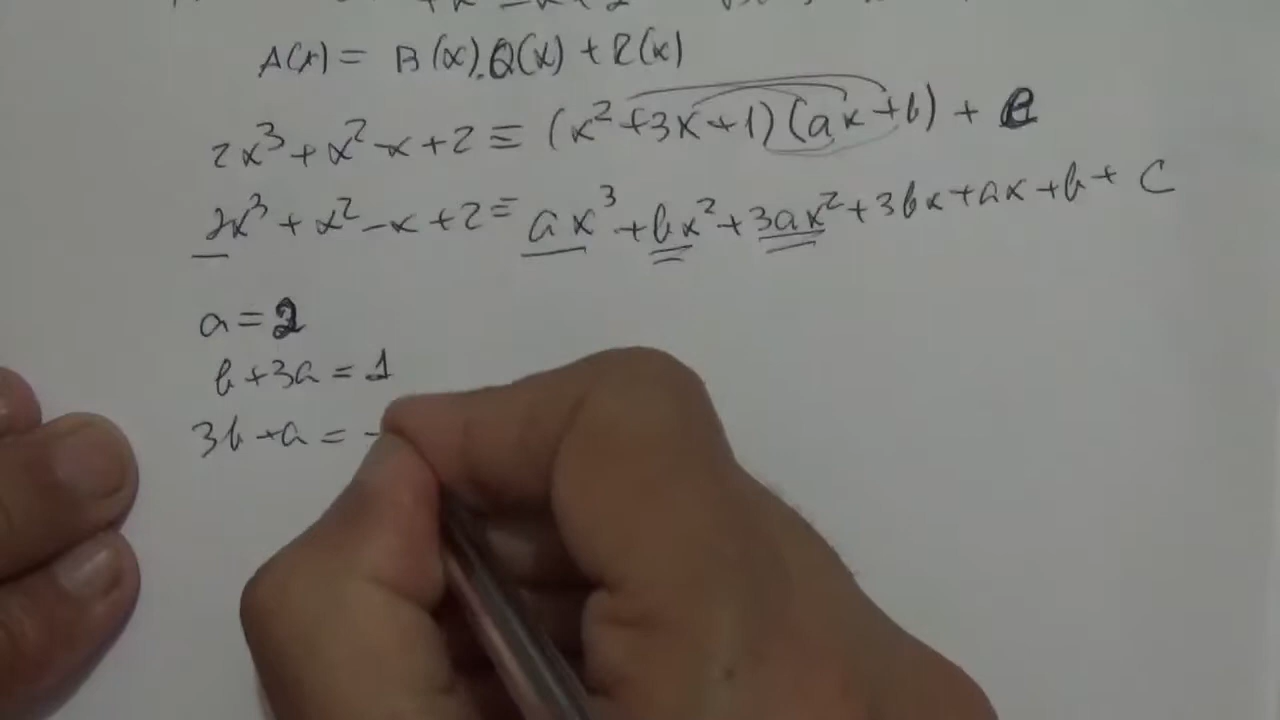 A(x) = B(x).Q(x) + R(x)
2x³ + x² - x + 2 ≡ (x² + 3x + 1)(ax + b) + C
2x³ + x² - x + 2 ≡ ax³ + bx² + 3ax² + 3bx + ax + b + C
a = 2
b + 3a = 1
3b + a = -